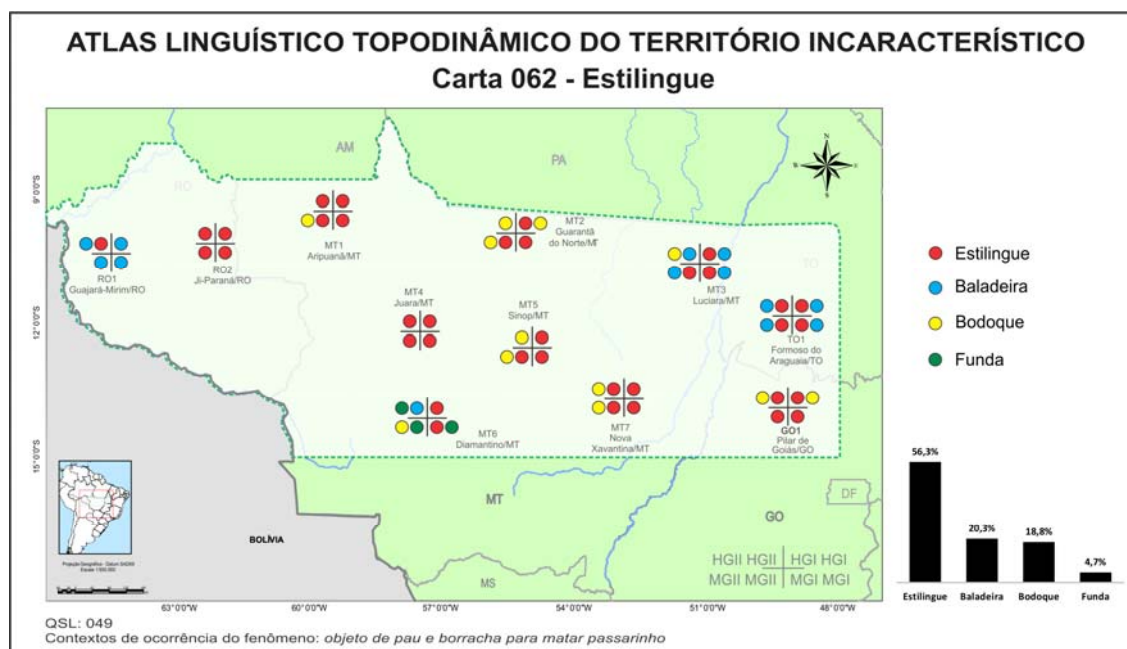 ATLAS LINGUÍSTICO TOPODINÂMICO DO TERRITÓRIO INCARACTERÍSTICO
Carta 062 - Estilingue
AM
PA
RO
TO
9°0'0"S
12°0'0"S
15°0'0"S
RO1
Guajará-Mirim/RO
RO2
Ji-Paraná/RO
MT1
Aripuanã/MT
MT2
Guarantã
do Norte/MT
MT3
Luciara/MT
MT4
Juara/MT
MT5
Sinop/MT
TO1
Formoso do
Araguaia/TO
MT6
Diamantino/MT
MT7
Nova
Xavantina/MT
GO1
Pilar de
Goiás/GO
Estilingue
Baladeira
Bodoque
Funda
MT
GO
DF
MS
BOLÍVIA
HGII HGII HGI HGI
MGII MGII MGI MGI
63°0'0"W
60°0'0"W
57°0'0"W
54°0'0"W
51°0'0"W
48°0'0"W
56,3%
20,3%
18,8%
4,7%
Estilingue
Baladeira
Bodoque
Funda
QSL: 049
Contextos de ocorrência do fenômeno: objeto de pau e borracha para matar passarinho